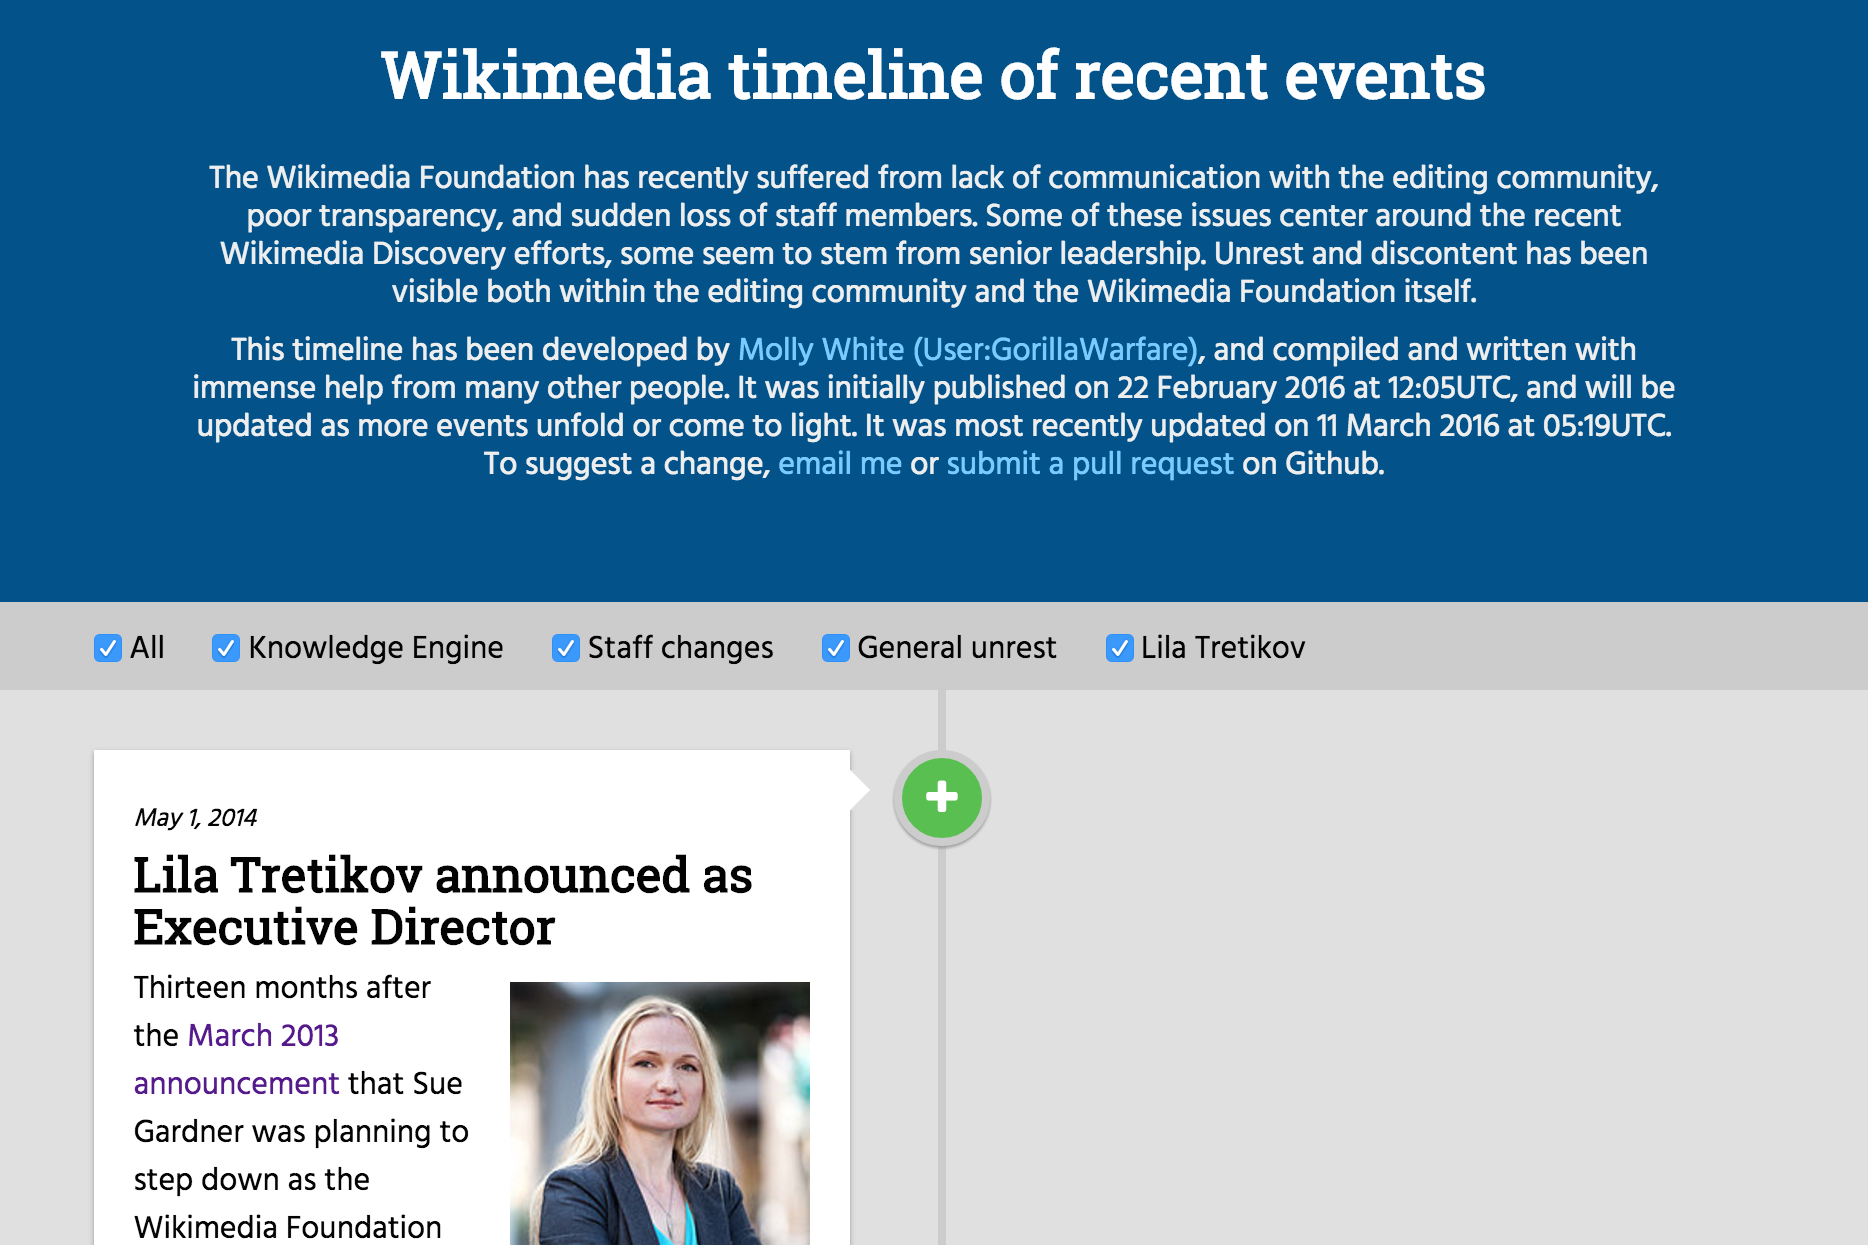 Wikimedia timeline of recent events
The Wikimedia Foundation has recently suffered from lack of communication with the editing community,
poor transparency, and sudden loss of staff members. Some of these issues center around the recent
Wikimedia Discovery efforts, some seem to stem from senior leadership. Unrest and discontent has been
visible both within the editing community and the Wikimedia Foundation itself.
This timeline has been developed by Molly White (User:GorillaWarfare), and compiled and written with
immense help from many other people. It was initially published on 22 February 2016 at 12:05UTC, and will be
updated as more events unfold or come to light. It was most recently updated on 11 March 2016 at 05:19UTC.
To suggest a change, email me or submit a pull request on Github.
All Knowledge Engine Staff changes General unrest Lila Tretikov
May 1, 2014
Lila Tretikov announced as
Executive Director
Thirteen months after
the March 2013
announcement that Sue
Gardner was planning to
step down as the
Wikimedia Foundation